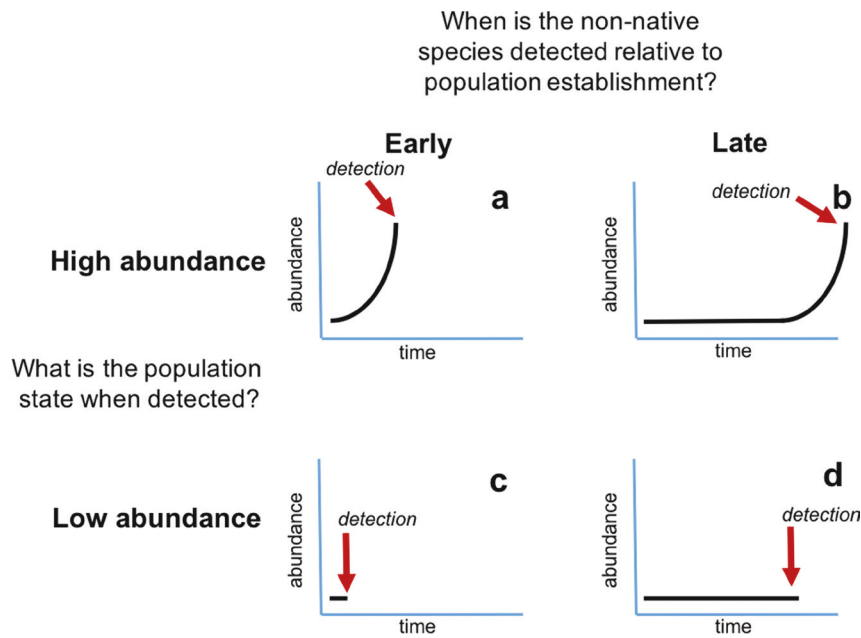 When is the non-native
species detected relative to
population establishment?
Early
Late
detection
a
detection
b
High abundance
abundance
abundance
time
time
What is the population
state when detected?
c
d
Low abundance
detection
detection
abundance
abundance
time
time